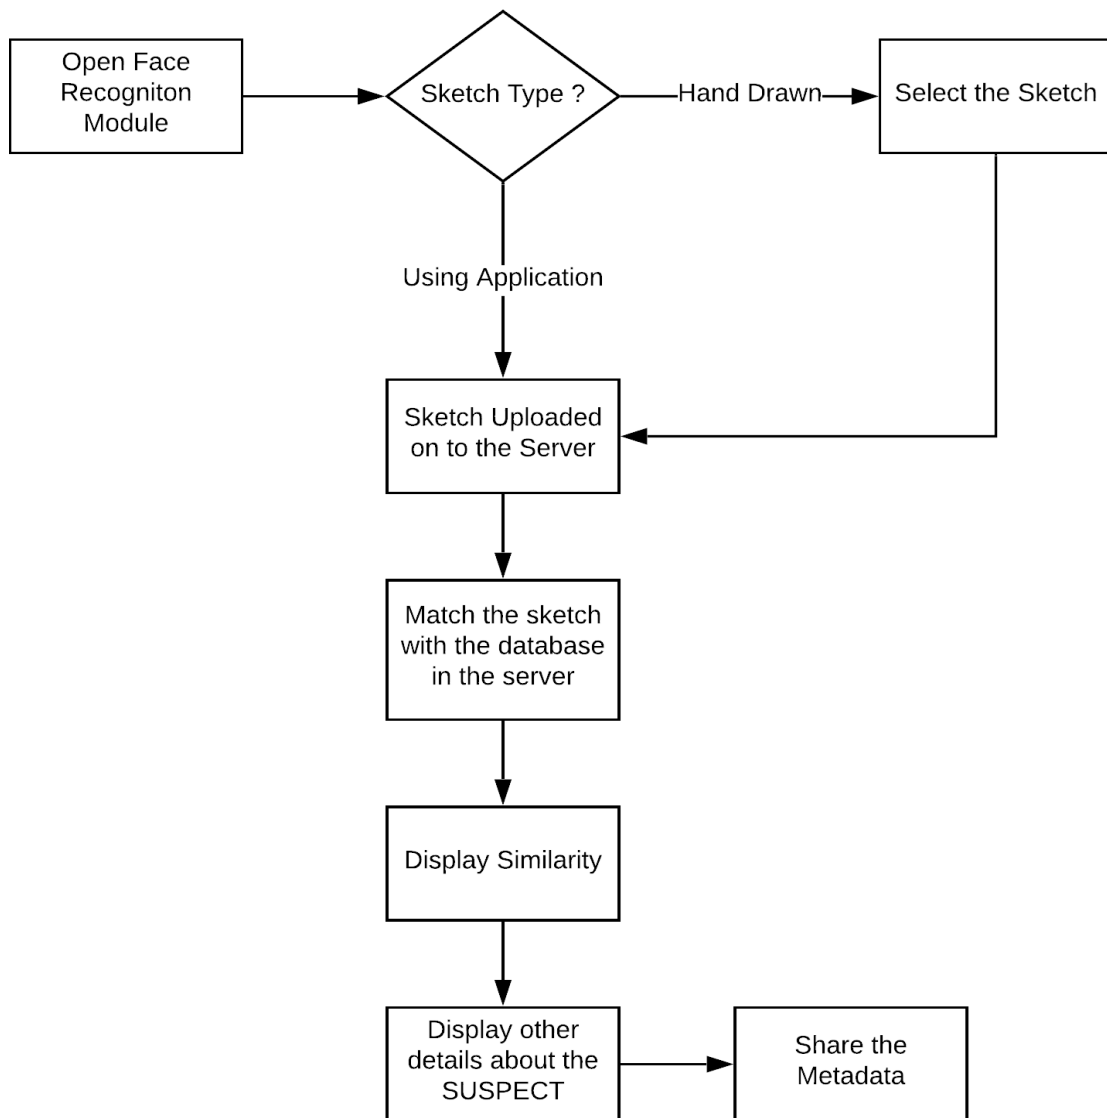 Open Face
Recogniton
Module
Sketch Type ?
Hand Drawn
Select the Sketch
Using Application
Sketch Uploaded
on to the Server
Match the sketch
with the database
in the server
Display Similarity
Display other
details about the
SUSPECT
Share the
Metadata